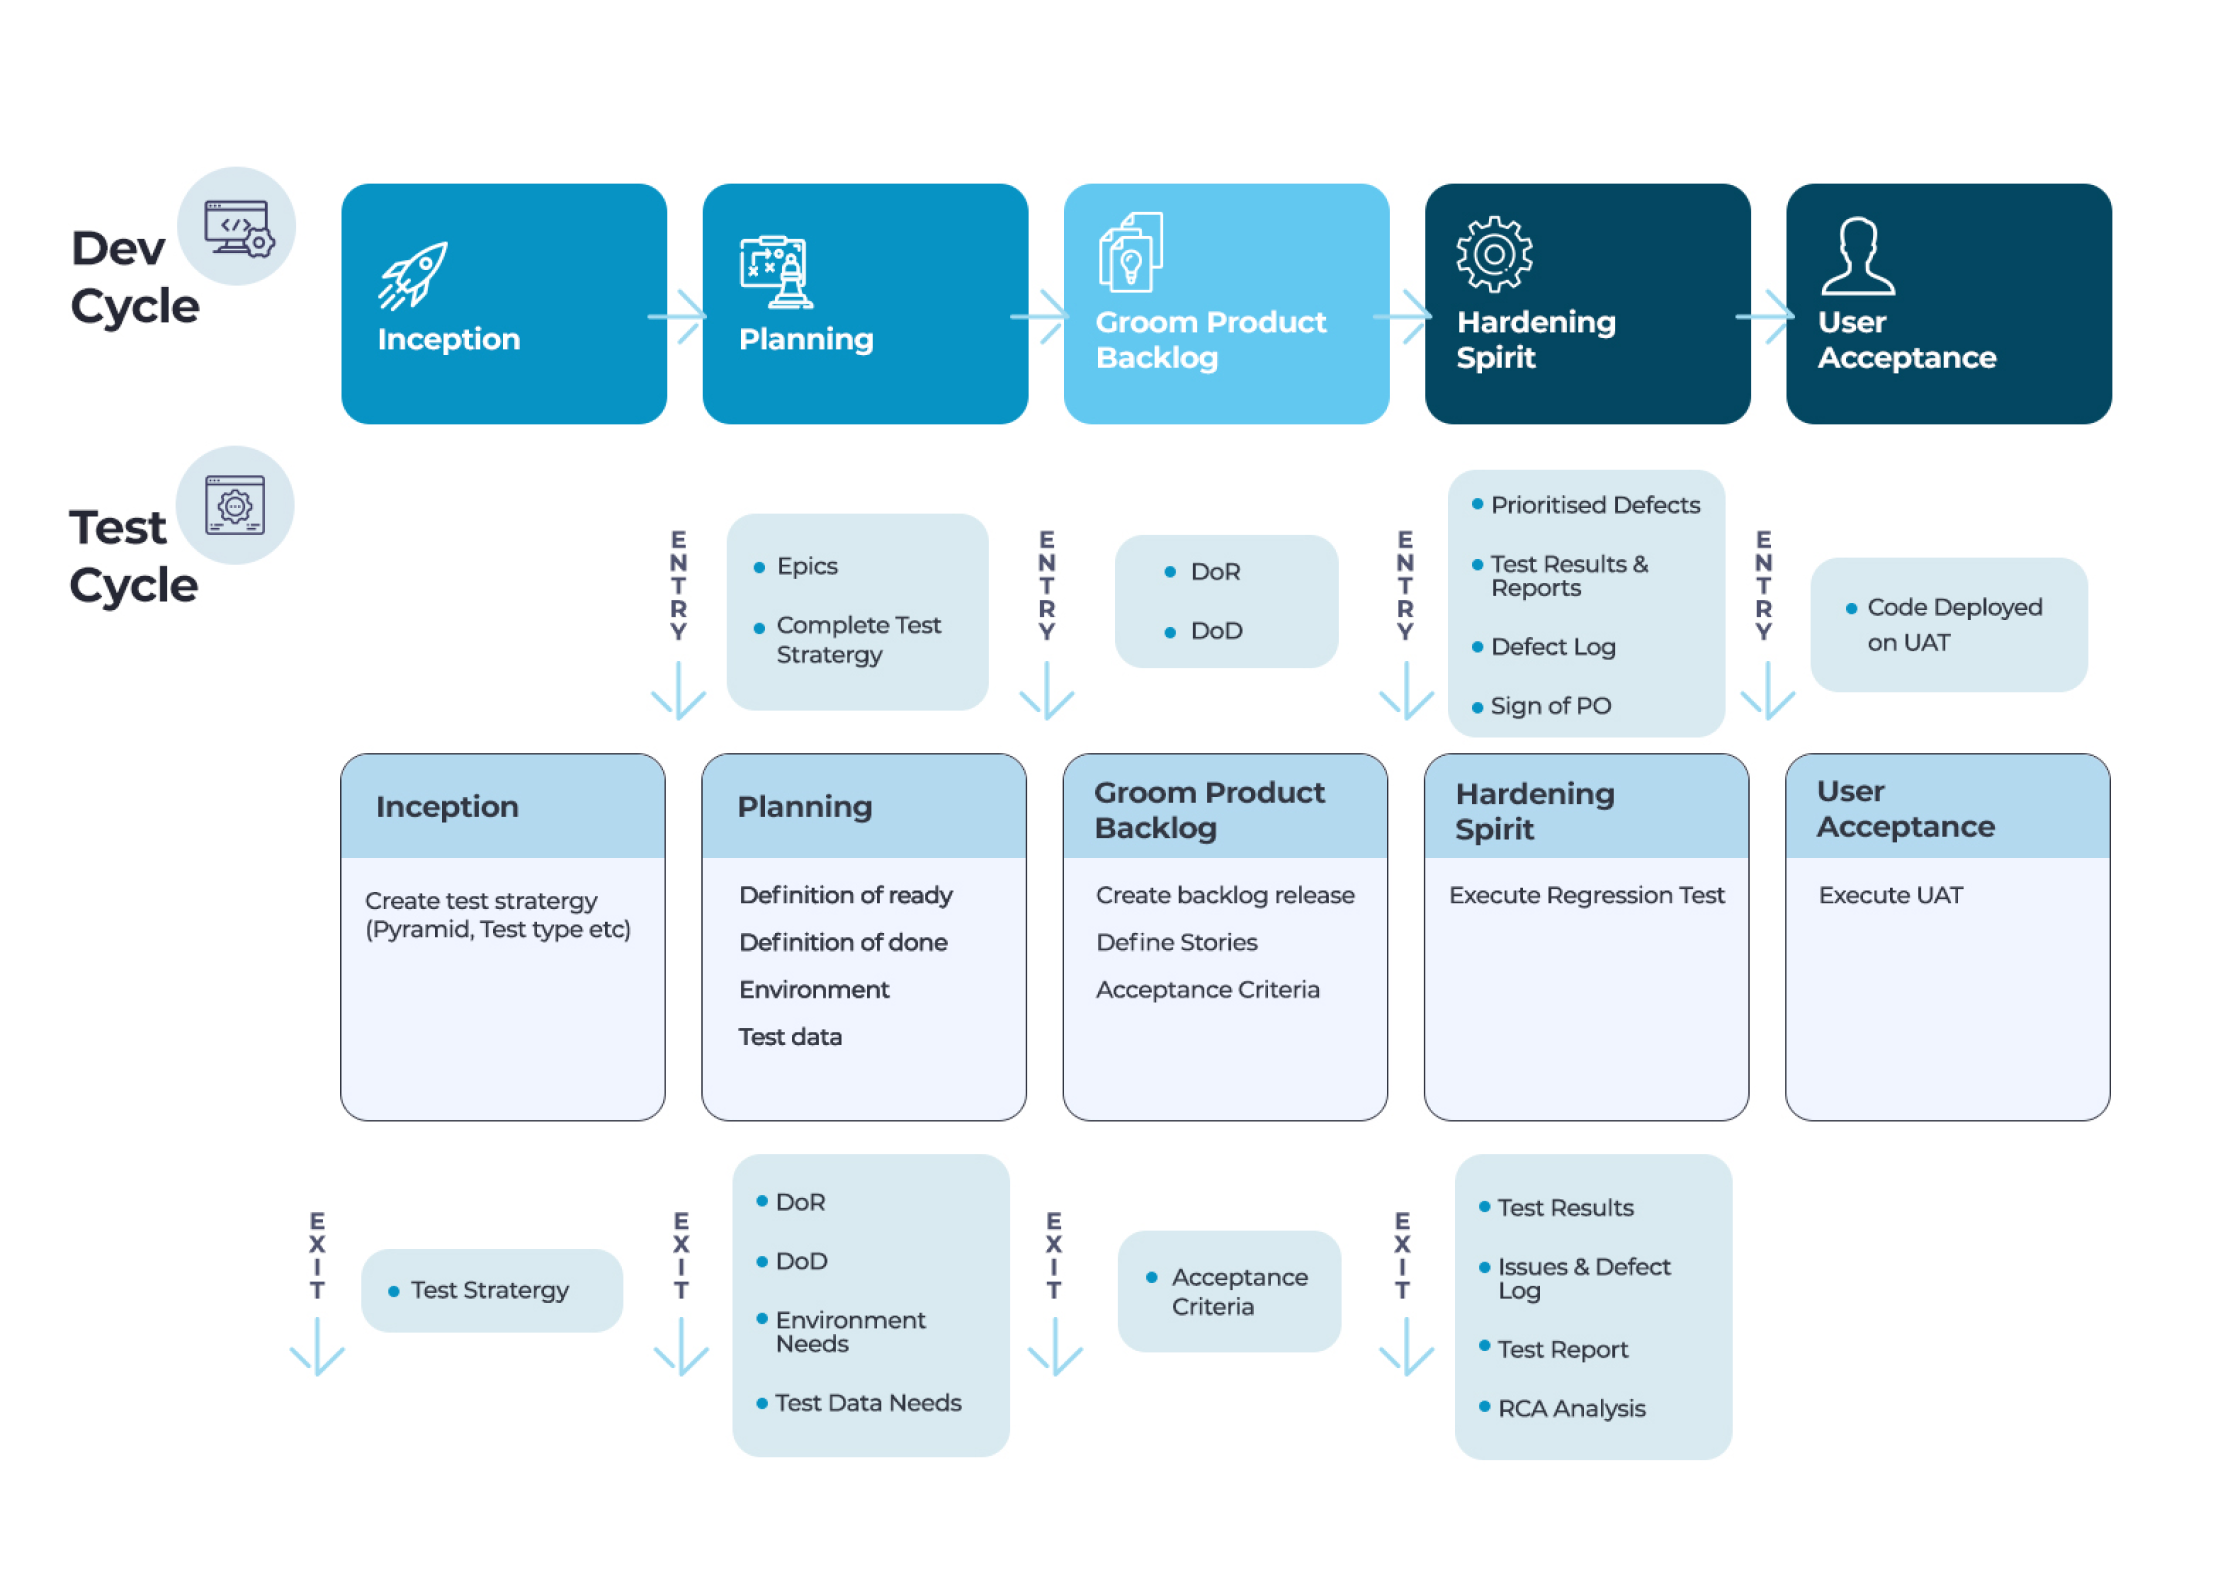 Dev
Cycle
Inception
Planning
Groom Product
Backlog
Hardening
Spirit
User
Acceptance
Test
Cycle
ENTRY
Epics
Complete Test
Stratergy
ENTRY
DoR
DoD
ENTRY
Prioritised Defects
Test Results &
Reports
Defect Log
Sign of PO
ENTRY
Code Deployed
on UAT
Inception
Create test stratergy
(Pyramid, Test type etc)
Planning
Definition of ready
Definition of done
Environment
Test data
Groom Product
Backlog
Create backlog release
Define Stories
Acceptance Criteria
Hardening
Spirit
Execute Regression Test
User
Acceptance
Execute UAT
EXIT
Test Stratergy
EXIT
DoR
DoD
Environment
Needs
Test Data Needs
EXIT
Acceptance
Criteria
EXIT
Test Results
Issues & Defect
Log
Test Report
RCA Analysis